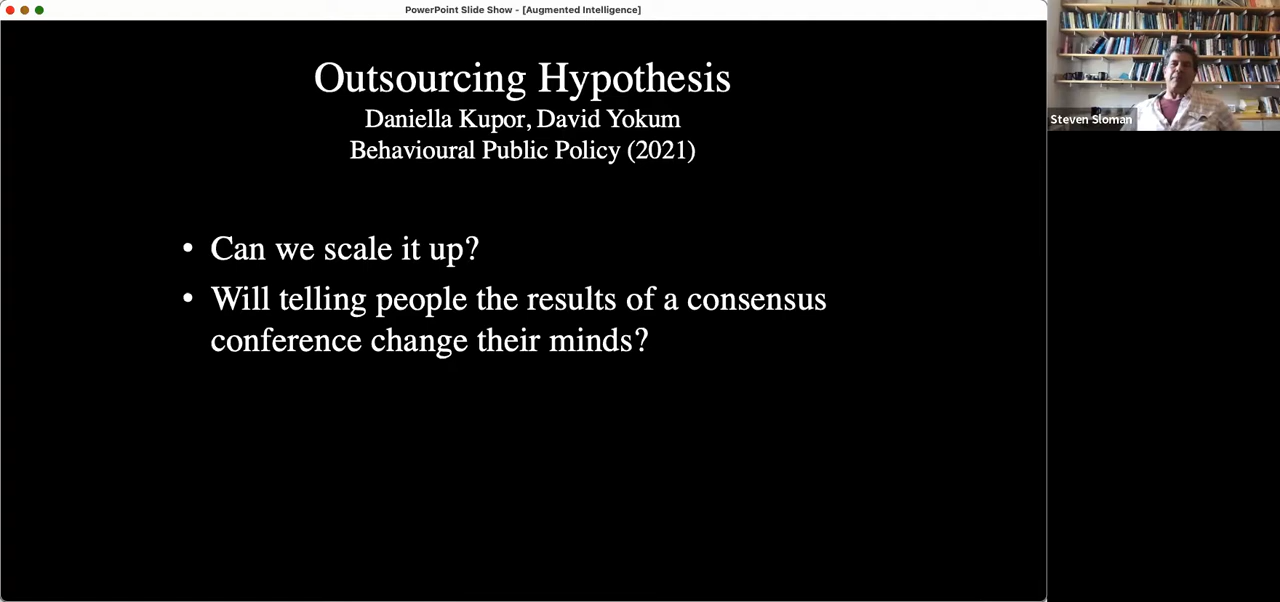 PowerPoint Slide Show - [Augmented Intelligence]
Outsourcing Hypothesis
Daniella Kupor, David Yokum
Behavioural Public Policy (2021)
• Can we scale it up?
• Will telling people the results of a consensus
conference change their minds?
Steven Sloman